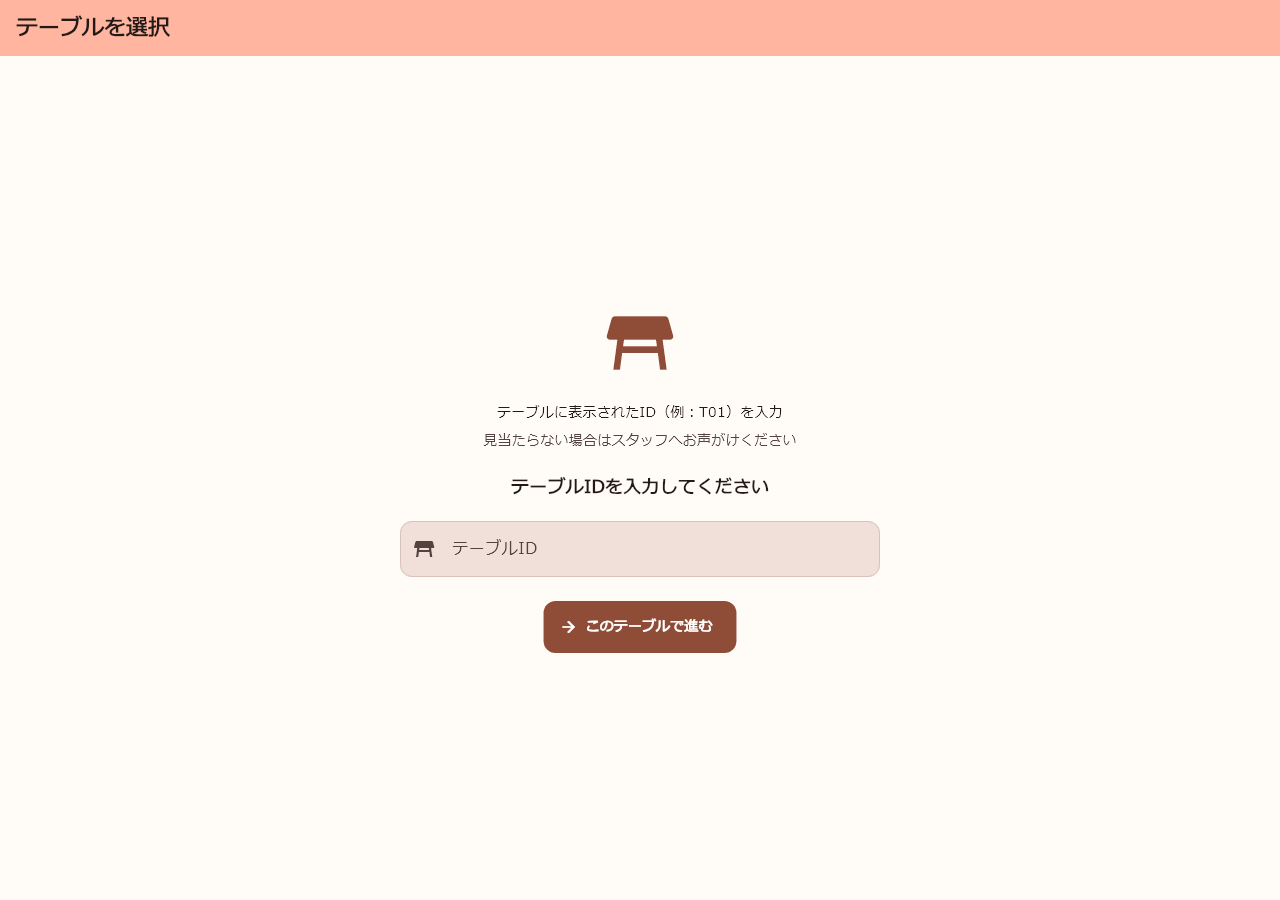 テーブルを選択
テーブルに表示されたID（例：T01）を入力
見当たらない場合はスタッフへお声がけください
テーブルIDを入力してください
テーブルID
このテーブルで進む